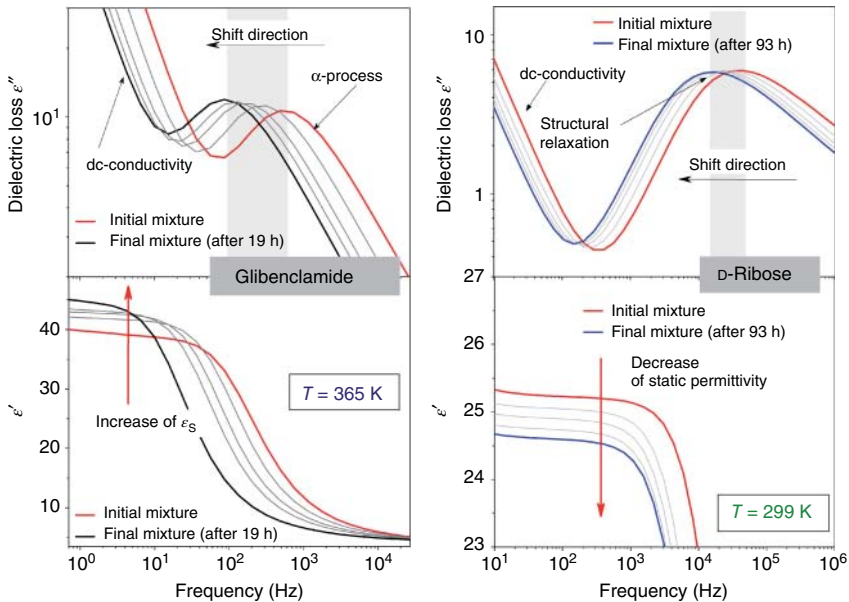 Dielectric loss ε″
10¹
Shift direction
α-process
dc-conductivity
Initial mixture
Final mixture (after 19 h)
Glibenclamide
ε′
40
30
20
10
5
Increase of εS
T = 365 K
Initial mixture
Final mixture (after 19 h)
10⁰ 10¹ 10² 10³ 10⁴
Frequency (Hz)
Dielectric loss ε″
10
1
Initial mixture
Final mixture (after 93 h)
dc-conductivity
Structural
relaxation
Shift direction
D-Ribose
ε′
27
26
25
24
23
Initial mixture
Final mixture (after 93 h)
Decrease
of static permittivity
T = 299 K
10¹ 10² 10³ 10⁴ 10⁵ 10⁶
Frequency (Hz)